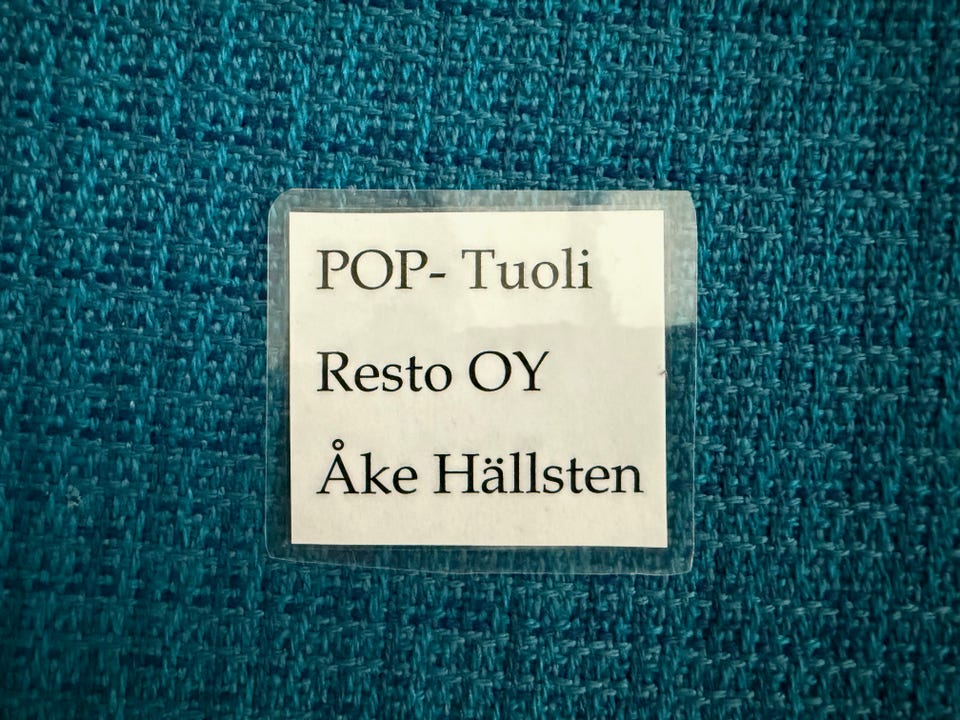 POP- Tuoli
Resto OY
Åke Hällsten